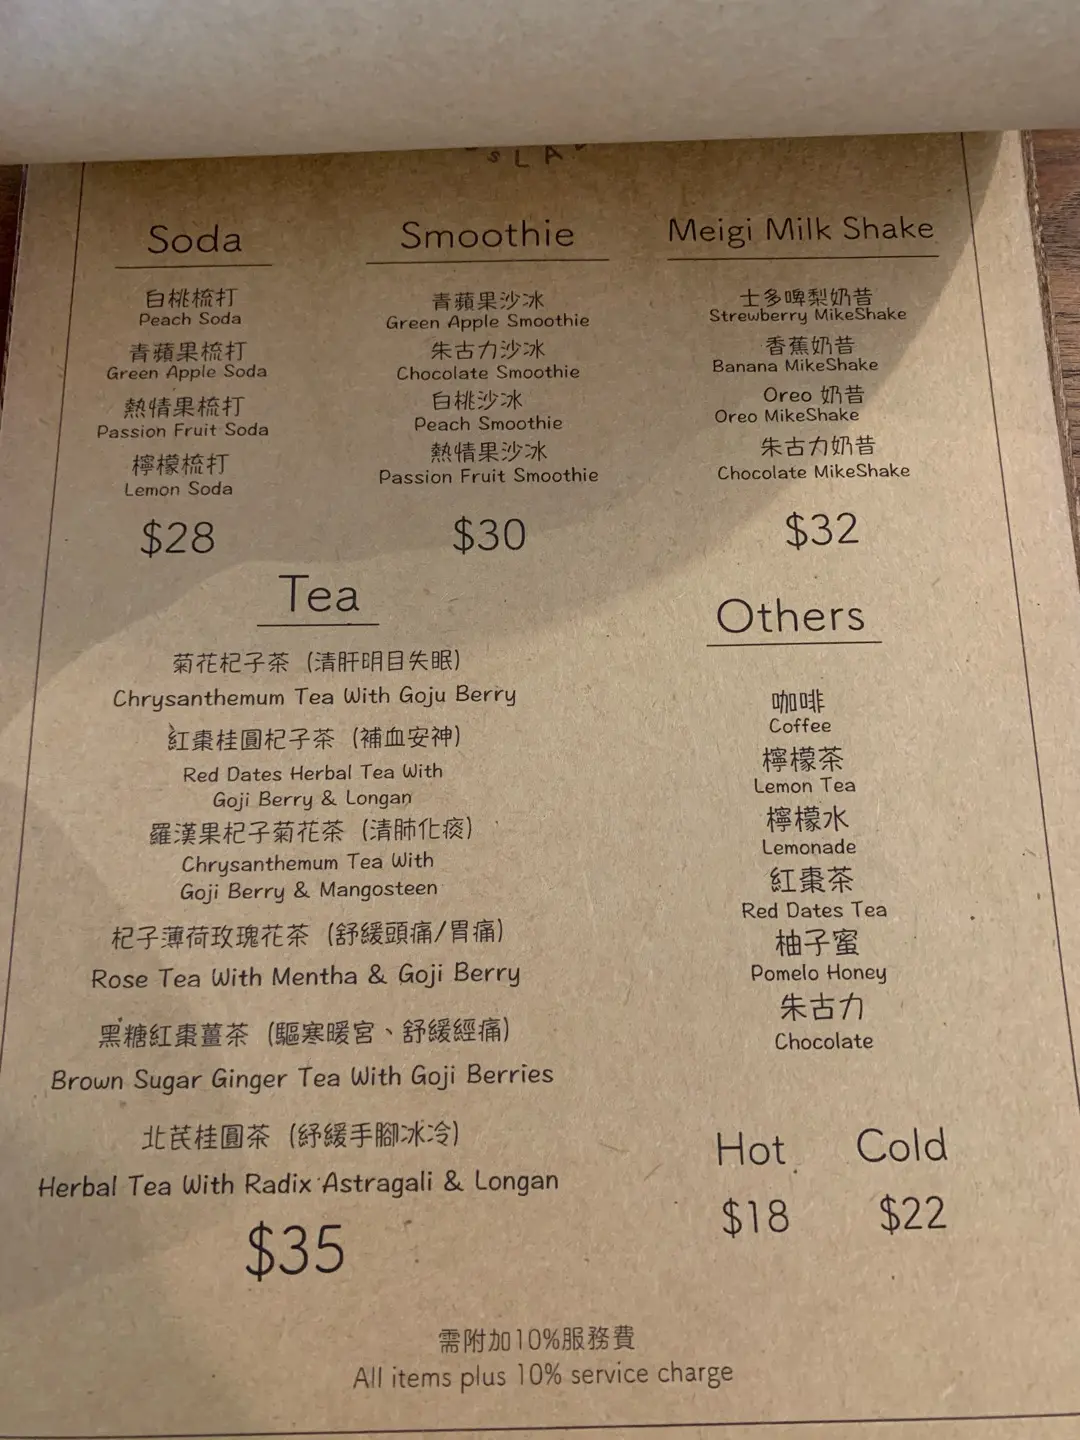 Soda
白桃梳打
Peach Soda
青蘋果梳打
Green Apple Soda
熱情果梳打
Passion Fruit Soda
檸檬梳打
Lemon Soda
$28
Smoothie
青蘋果沙冰
Green Apple Smoothie
朱古力沙冰
Chocolate Smoothie
白桃沙冰
Peach Smoothie
熱情果沙冰
Passion Fruit Smoothie
$30
Meigi Milk Shake
士多啤梨奶昔
Strewberry MikeShake
香蕉奶昔
Banana MikeShake
Oreo 奶昔
Oreo MikeShake
朱古力奶昔
Chocolate MikeShake
$32
Tea
菊花杞子茶 (清肝明目失眠)
Chrysanthemum Tea With Goju Berry
紅棗桂圓杞子茶 (補血安神)
Red Dates Herbal Tea With
Goji Berry & Longan
羅漢果杞子菊花茶 (清肺化痰)
Chrysanthemum Tea With
Goji Berry & Mangosteen
杞子薄荷玫瑰花茶 (舒緩頭痛/胃痛)
Rose Tea With Mentha & Goji Berry
黑糖紅棗薑茶 (驅寒暖宮、舒緩經痛)
Brown Sugar Ginger Tea With Goji Berries
北芪桂圓茶 (紓緩手腳冰冷)
Herbal Tea With Radix Astragali & Longan
$35
Others
咖啡
Coffee
檸檬茶
Lemon Tea
檸檬水
Lemonade
紅棗茶
Red Dates Tea
柚子蜜
Pomelo Honey
朱古力
Chocolate
Hot Cold
$18 $22
需附加10%服務費
All items plus 10% service charge